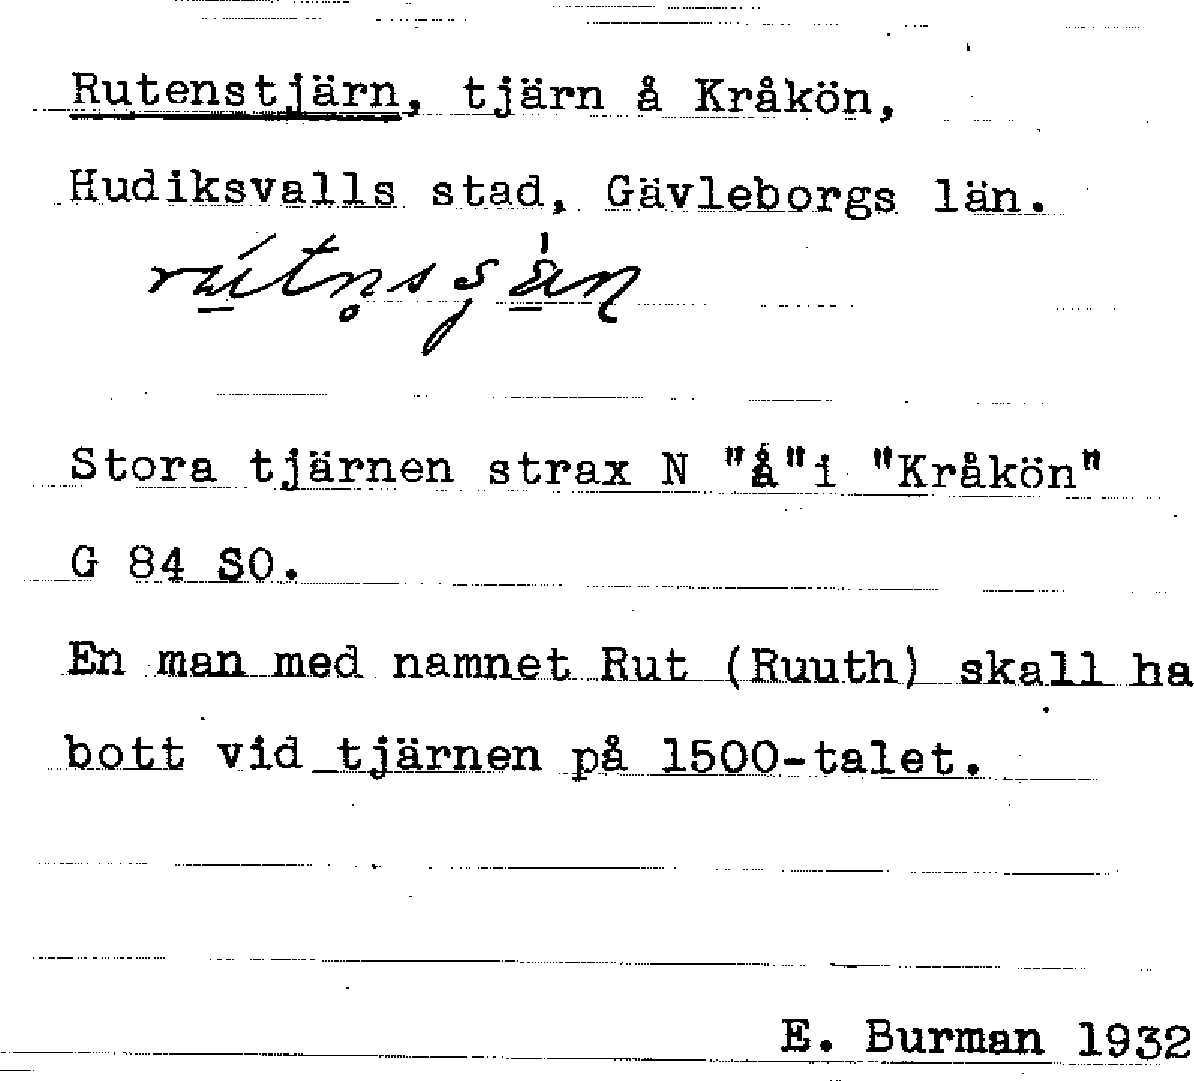 Rutenstjärn, tjärn å Kråkön,
Hudiksvalls stad, Gävleborgs län.
Stora tjärnen strax N "Å"i "Kråkön"
G 84 SO.
En man med namnet Rut (Ruuth) skall ha
bott vid tjärnen på 1500-talet.
E. Burman 1932